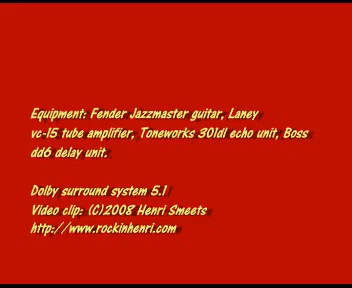 Equipment: Fender Jazzmaster guitar, Laney
vc-15 tube amplifier, Toneworks 301dl echo unit, Boss
dd6 delay unit.
Dolby surround system 5.1
Video clip: (C)2008 Henri Smeets
http://www.rockinhenri.com